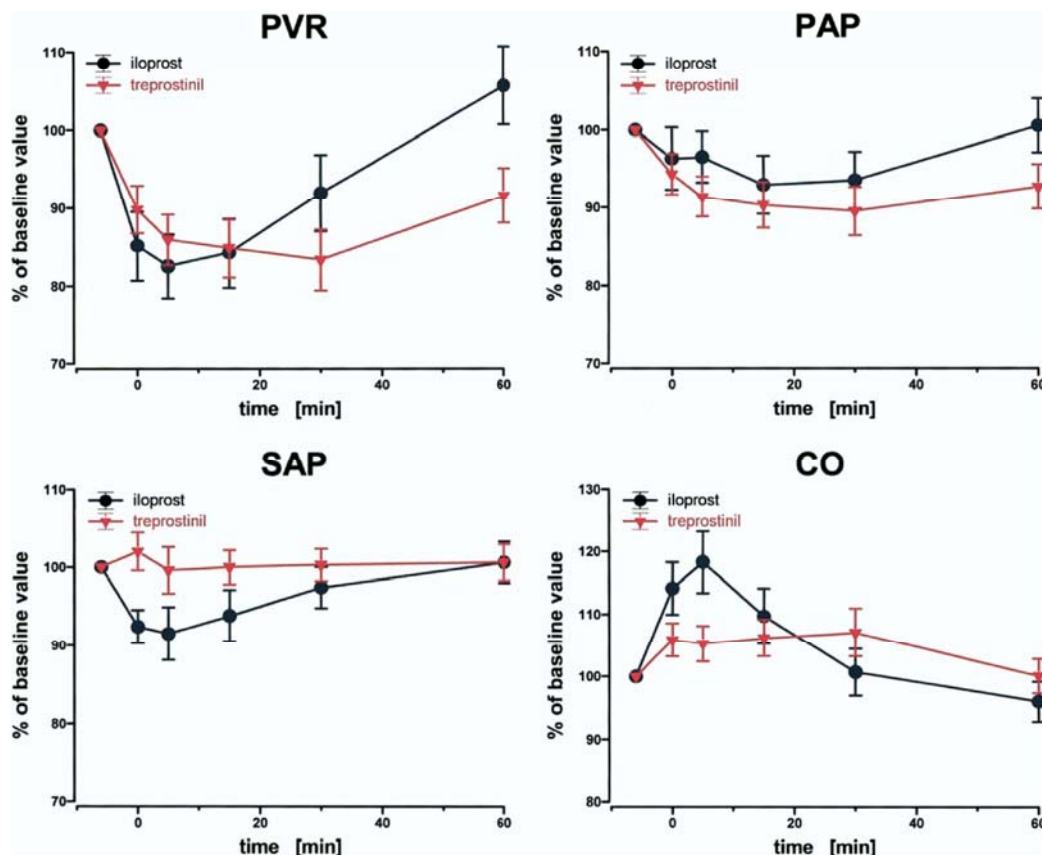 PVR
110
iloprost
treprostinil
100
90
80
70
% of baseline value
0
20
40
60
time [min]
PAP
110
iloprost
treprostinil
100
90
80
70
% of baseline value
0
20
40
60
time [min]
SAP
110
iloprost
treprostinil
100
90
80
70
% of baseline value
0
20
40
60
time [min]
CO
130
iloprost
treprostinil
120
110
100
90
80
% of baseline value
0
20
40
60
time [min]